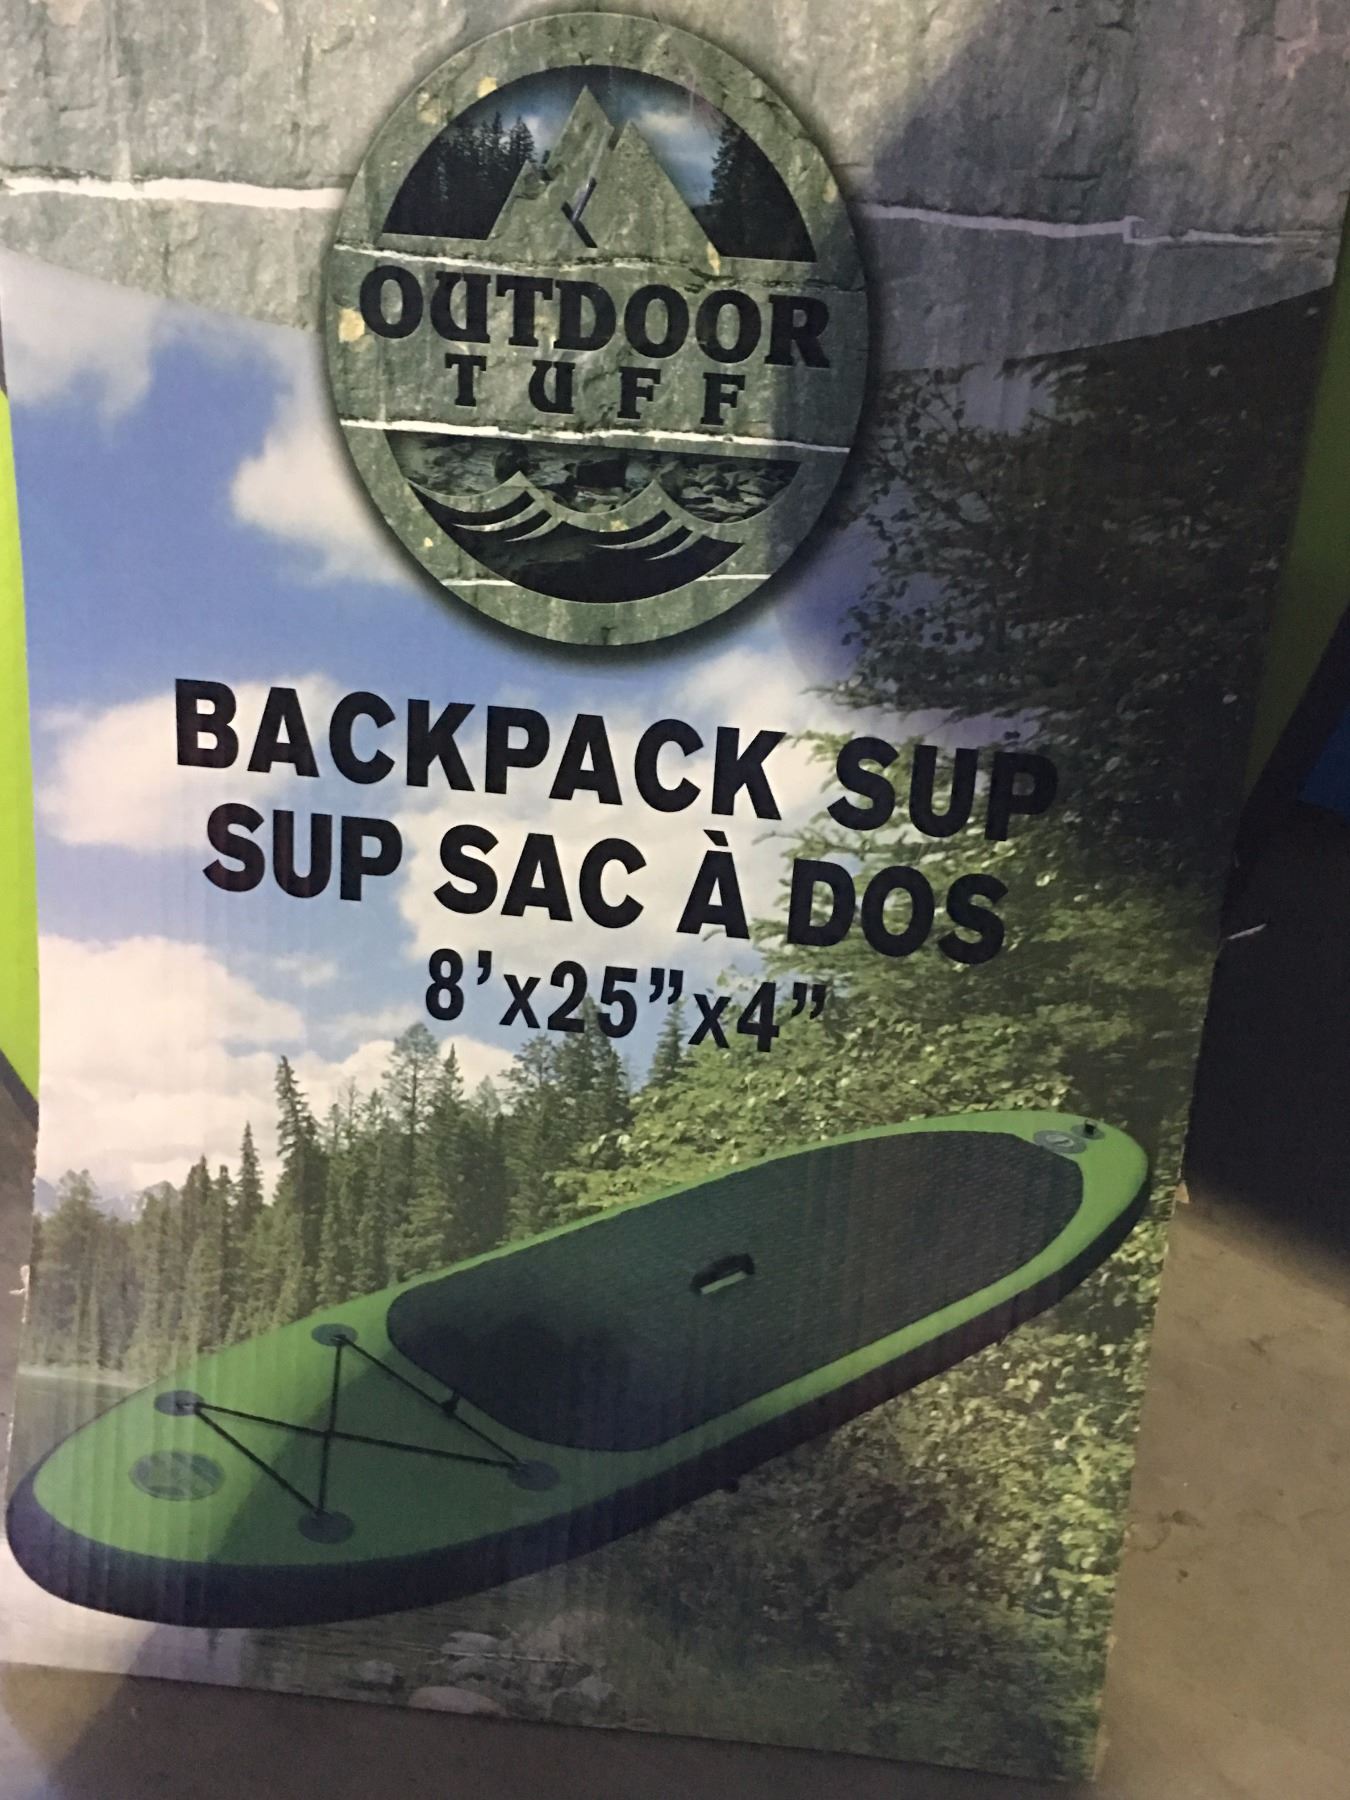 OUTDOOR
TUFF
BACKPACK SUP
SUP SAC À DOS
8'x25"x4"